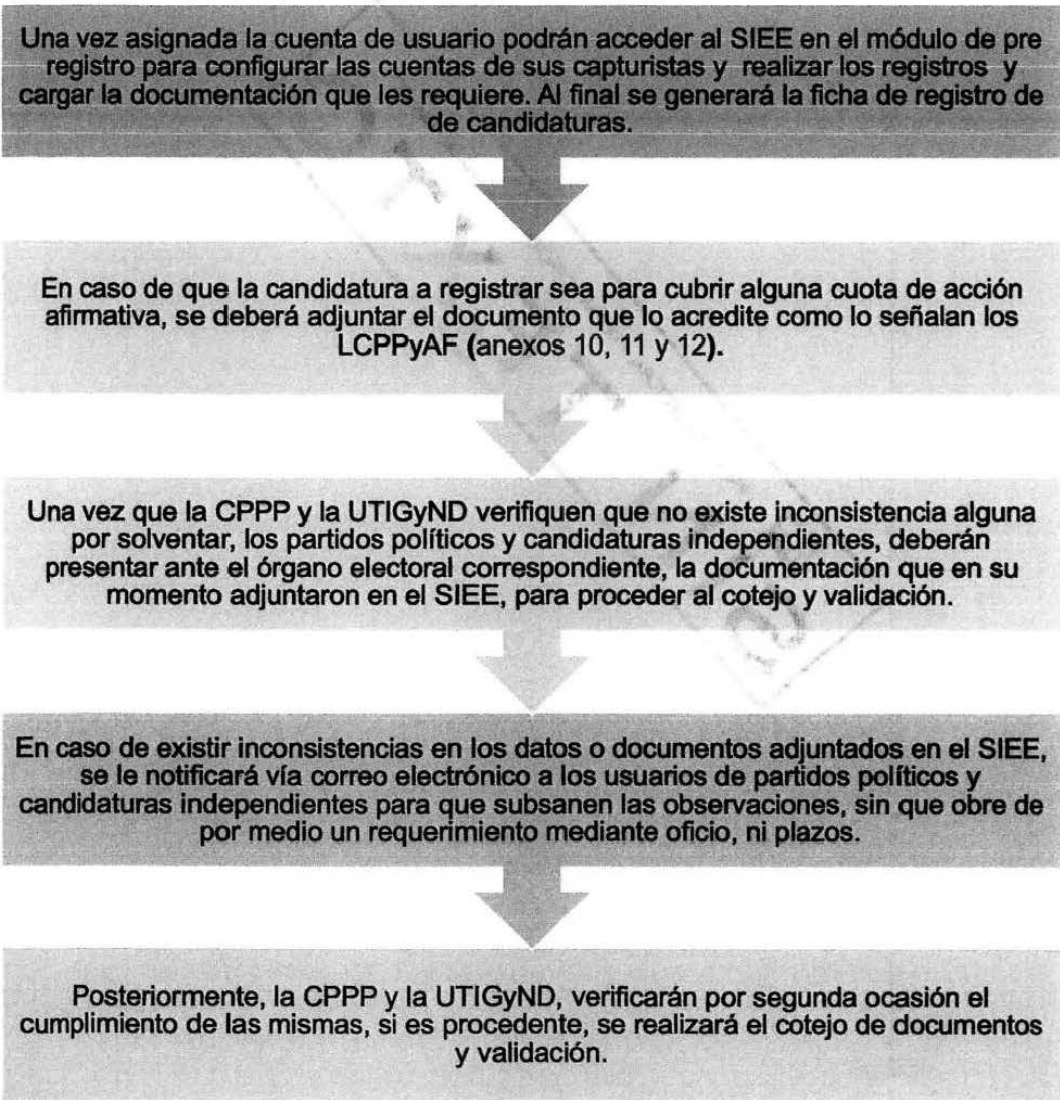 Una vez asignada la cuenta de usuario podrán acceder al SIEE en el módulo de pre
registro para configurar las cuentas de sus capturistas y realizar los registros y
cargar la documentación que les requiere. Al final se generará la ficha de registro de
de candidaturas.
En caso de que la candidatura a registrar sea para cubrir alguna cuota de acción
afirmativa, se deberá adjuntar el documento que lo acredite como lo señalan los
LCPPyAF (anexos 10, 11 y 12).
Una vez que la CPPP y la UTIGyND verifiquen que no existe inconsistencia alguna
por solventar, los partidos políticos y candidaturas independientes, deberán
presentar ante el órgano electoral correspondiente, la documentación que en su
momento adjuntaron en el SIEE, para proceder al cotejo y validación.
En caso de existir inconsistencias en los datos o documentos adjuntados en el SIEE,
se le notificará vía correo electrónico a los usuarios de partidos políticos y
candidaturas independientes para que subsanen las observaciones, sin que obre de
por medio un requerimiento mediante oficio, ni plazos.
Posteriormente, la CPPP y la UTIGyND, verificarán por segunda ocasión el
cumplimiento de las mismas, si es procedente, se realizará el cotejo de documentos
y validación.